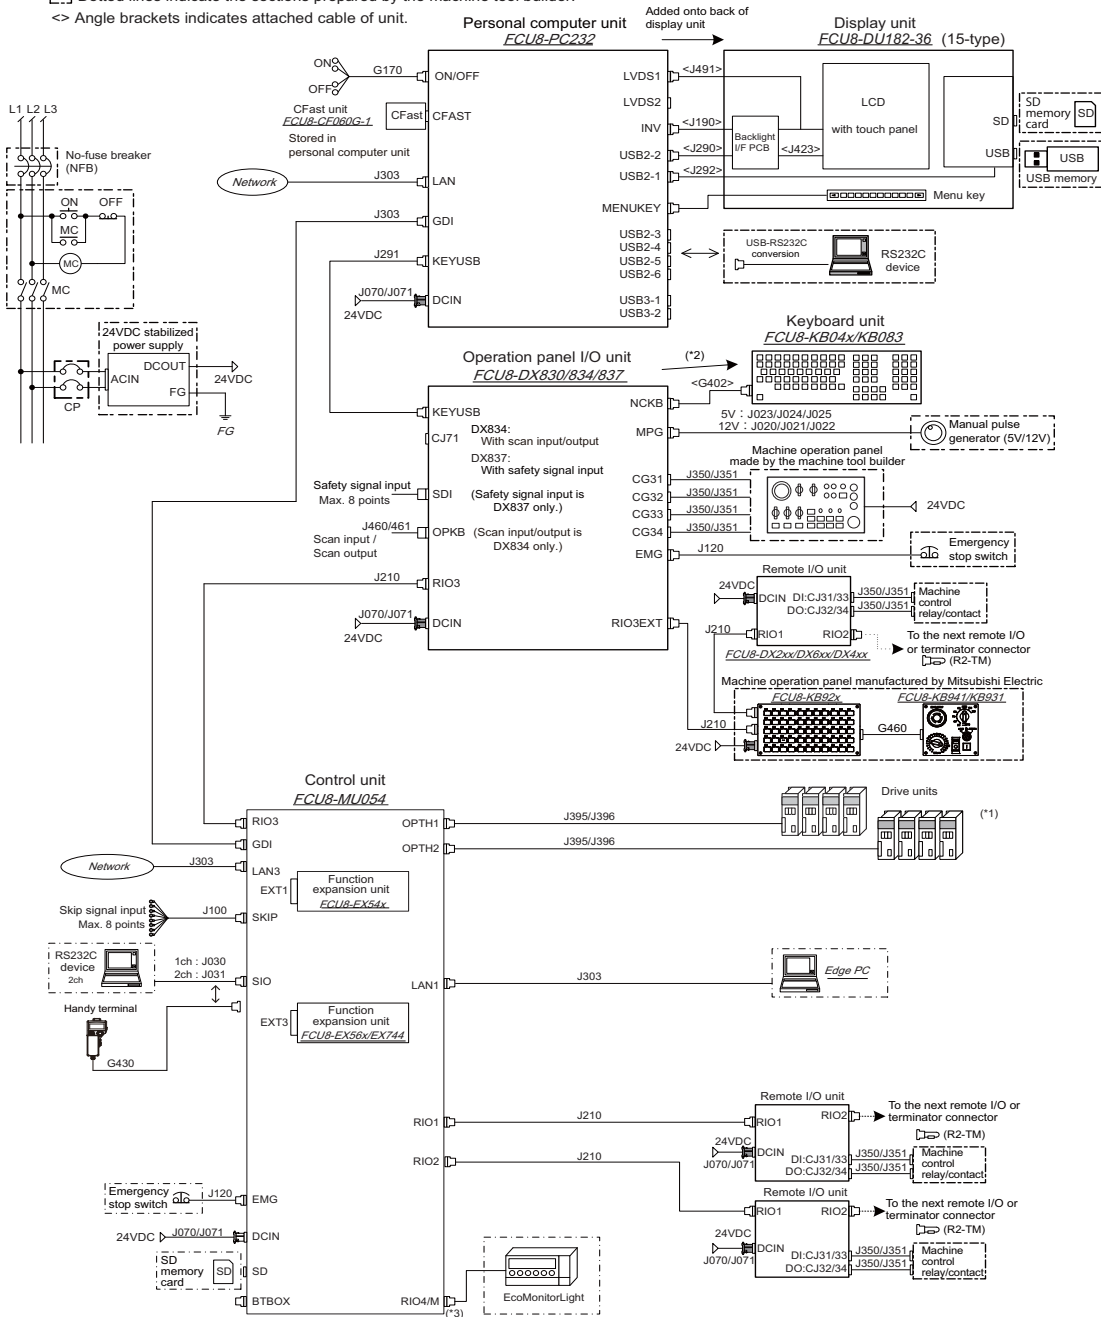 Dotted lines indicate the sections prepared by the machine tool builder.
<> Angle brackets indicates attached cable of unit.
Personal computer unit
FCU8-PC232
Added onto back of
display unit
Display unit
FCU8-DU182-36 (15-type)
ON
OFF
G170
ON/OFF
CFast unit
FCU8-CF060G-1
Stored in
personal computer unit
CFast
CFAST
Network
J303
LAN
J303
GDI
J291
KEYUSB
J070/J071
24VDC
DCIN
LVDS1
LVDS2
INV
USB2-2
USB2-1
MENUKEY
USB2-3
USB2-4
USB2-5
USB2-6
USB3-1
USB3-2
<J491>
<J190>
<J290>
<J292>
Backlight
I/F PCB
<J423>
LCD
with touch panel
Menu key
SD
USB
SD
memory
card
SD
USB
USB memory
USB-RS232C
conversion
RS232C
device
L1 L2 L3
No-fuse breaker
(NFB)
ON
OFF
MC
MC
MC
24VDC stabilized
power supply
DCOUT
ACIN
FG
24VDC
FG
CP
Operation panel I/O unit
FCU8-DX830/834/837
(*2)
Keyboard unit
FCU8-KB04x/KB083
KEYUSB
CJ71
DX834:
With scan input/output
DX837:
With safety signal input
Safety signal input
Max. 8 points
SDI
(Safety signal input is
DX837 only.)
J460/461
Scan input /
Scan output
OPKB
(Scan input/output is
DX834 only.)
J210
RIO3
J070/J071
24VDC
DCIN
NCKB
MPG
CG31
CG32
CG33
CG34
EMG
RIO3EXT
<G402>
5V : J023/J024/J025
12V : J020/J021/J022
Manual pulse
generator (5V/12V)
Machine operation panel
made by the machine tool builder
J350/J351
J350/J351
J350/J351
J350/J351
24VDC
J120
Emergency
stop switch
Remote I/O unit
24VDC
DCIN
DI:CJ31/33
DO:CJ32/34
J350/J351
J350/J351
Machine
control
relay/contact
J210
RIO1
RIO2
FCU8-DX2xx/DX6xx/DX4xx
To the next remote I/O
or terminator connector
(R2-TM)
Machine operation panel manufactured by Mitsubishi Electric
FCU8-KB92x
FCU8-KB941/KB931
J210
24VDC
G460
Control unit
FCU8-MU054
RIO3
GDI
Network
J303
LAN3
EXT1
Function
expansion unit
FCU8-EX54x
Skip signal input
Max. 8 points
J100
SKIP
RS232C
device
2ch
1ch : J030
2ch : J031
SIO
Handy terminal
G430
EXT3
Function
expansion unit
FCU8-EX56x/EX744
OPTH1
OPTH2
J395/J396
J395/J396
Drive units
(*1)
LAN1
J303
Edge PC
RIO1
RIO2
J210
J210
Remote I/O unit
RIO1
RIO2
24VDC
J070/J071
DCIN
DI:CJ31/33
DO:CJ32/34
J350/J351
J350/J351
To the next remote I/O or
terminator connector
(R2-TM)
Machine
control
relay/contact
Remote I/O unit
RIO1
RIO2
24VDC
J070/J071
DCIN
DI:CJ31/33
DO:CJ32/34
J350/J351
J350/J351
To the next remote I/O or
terminator connector
(R2-TM)
Machine
control
relay/contact
Emergency
stop switch
J120
EMG
24VDC
J070/J071
DCIN
SD
memory
card
SD
SD
BTBOX
RIO4/M
(*3)
EcoMonitorLight